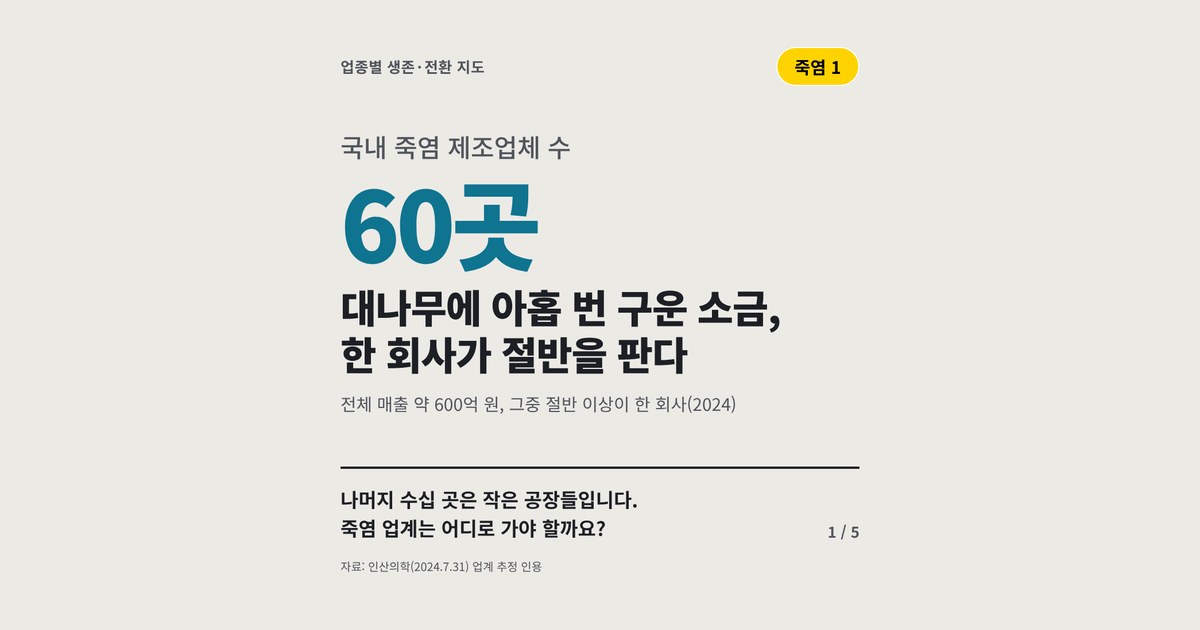 업종별 생존·전환 지도
죽염 1
국내 죽염 제조업체 수
60곳
대나무에 아홉 번 구운 소금,
한 회사가 절반을 판다
전체 매출 약 600억 원, 그중 절반 이상이 한 회사(2024)
나머지 수십 곳은 작은 공장들입니다.
죽염 업계는 어디로 가야 할까요?
1 / 5
자료: 인산의학(2024.7.31) 업계 추정 인용